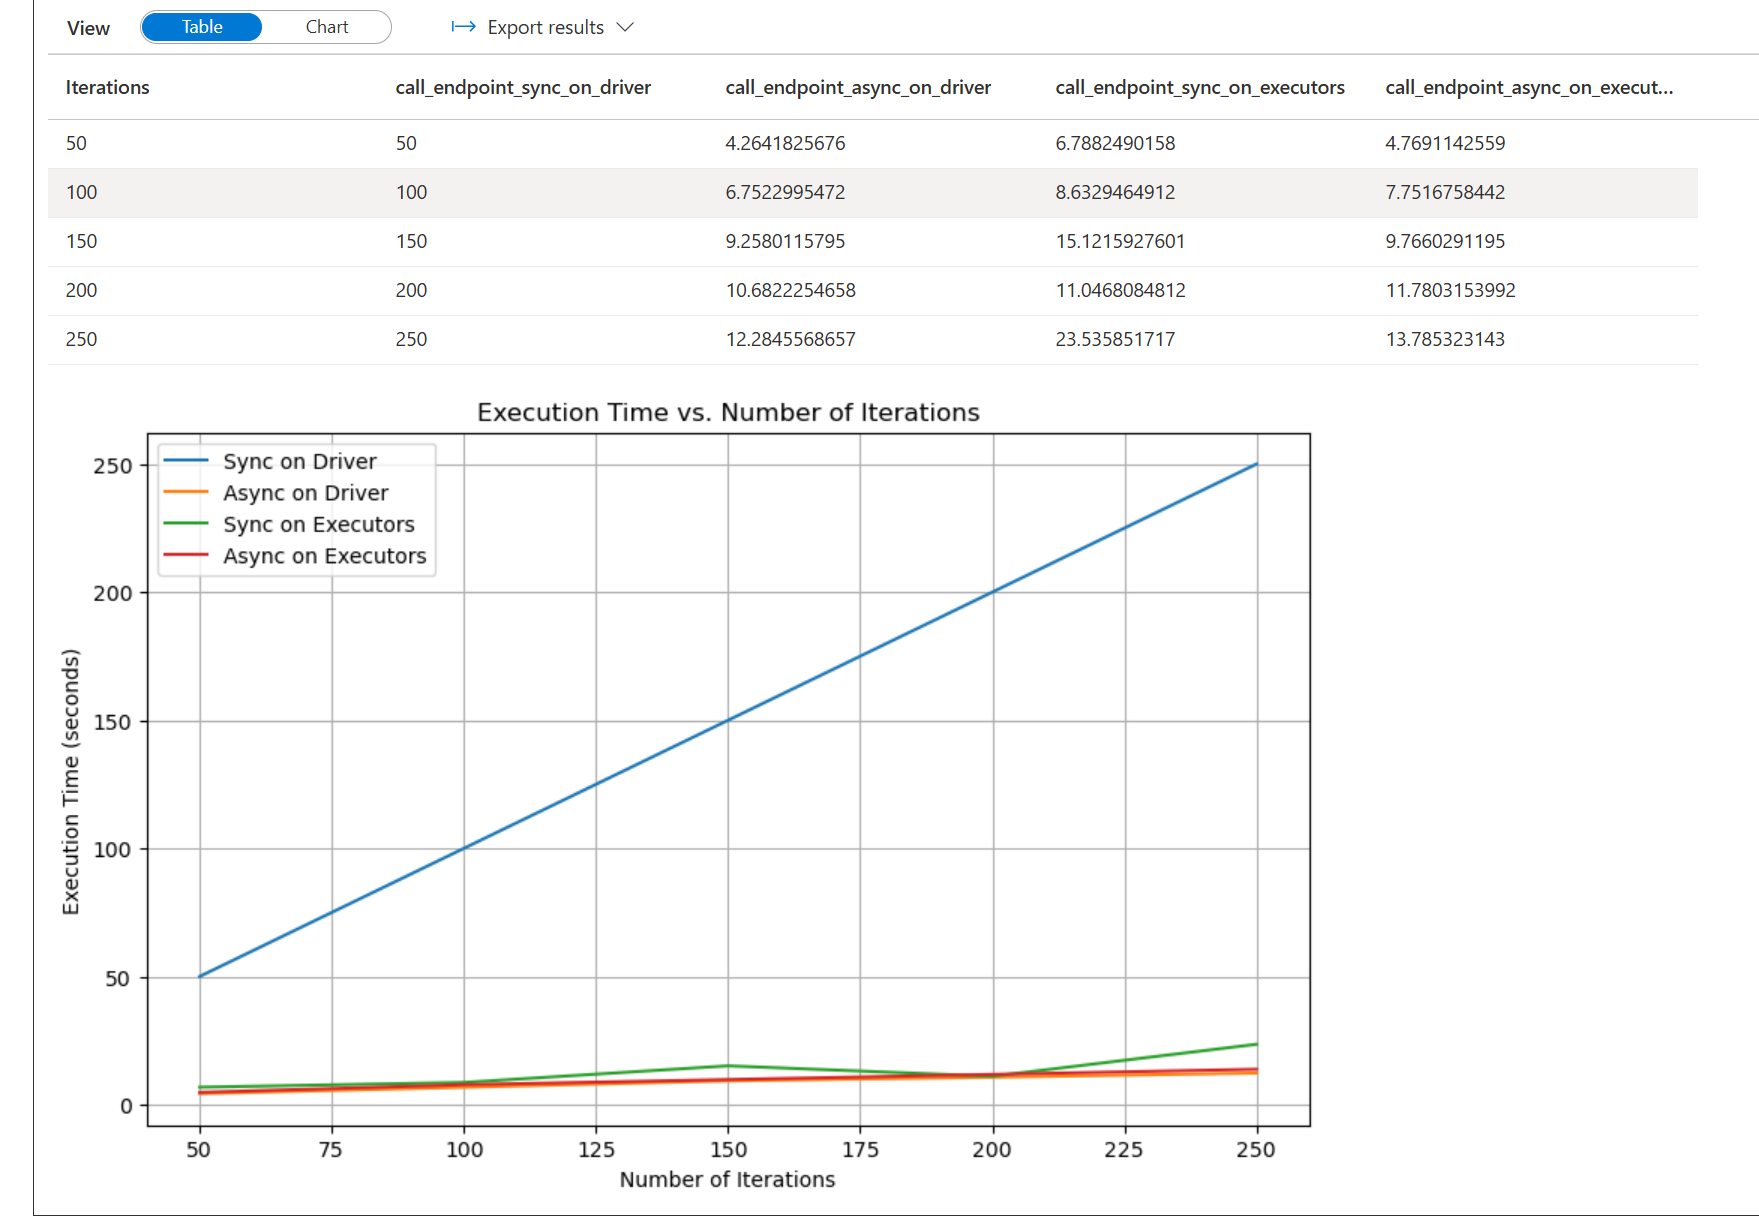 View Table Chart Export results
Iterations call_endpoint_sync_on_driver call_endpoint_async_on_driver call_endpoint_sync_on_executors call_endpoint_async_on_execut...
50 50 4.2641825676 6.7882490158 4.7691142559
100 100 6.7522995472 8.6329464912 7.7516758442
150 150 9.2580115795 15.1215927601 9.7660291195
200 200 10.6822254658 11.0468084812 11.7803153992
250 250 12.2845568657 23.535851717 13.785323143
Execution Time vs. Number of Iterations
Sync on Driver
Async on Driver
Sync on Executors
Async on Executors
Execution Time (seconds)
250
200
150
100
50
0
50 75 100 125 150 175 200 225 250
Number of Iterations